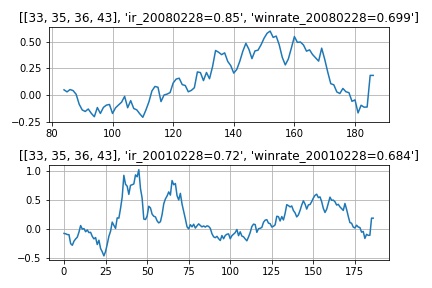 [[33, 35, 36, 43], 'ir_20080228=0.85', 'winrate_20080228=0.699']
0.50
0.25
0.00
−0.25
80 100 120 140 160 180
[[33, 35, 36, 43], 'ir_20010228=0.72', 'winrate_20010228=0.684']
1.0
0.5
0.0
−0.5
0 25 50 75 100 125 150 175